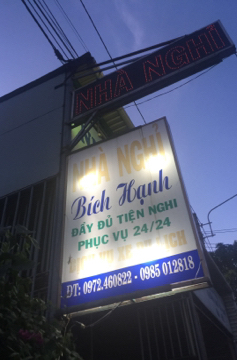 NHÀ NGHỈ
NHÀ NGHỈ
Bích Hạnh
ĐẦY ĐỦ TIỆN NGHI
PHỤC VỤ 24/24
ĐT: 0972.460822 - 0985 012818